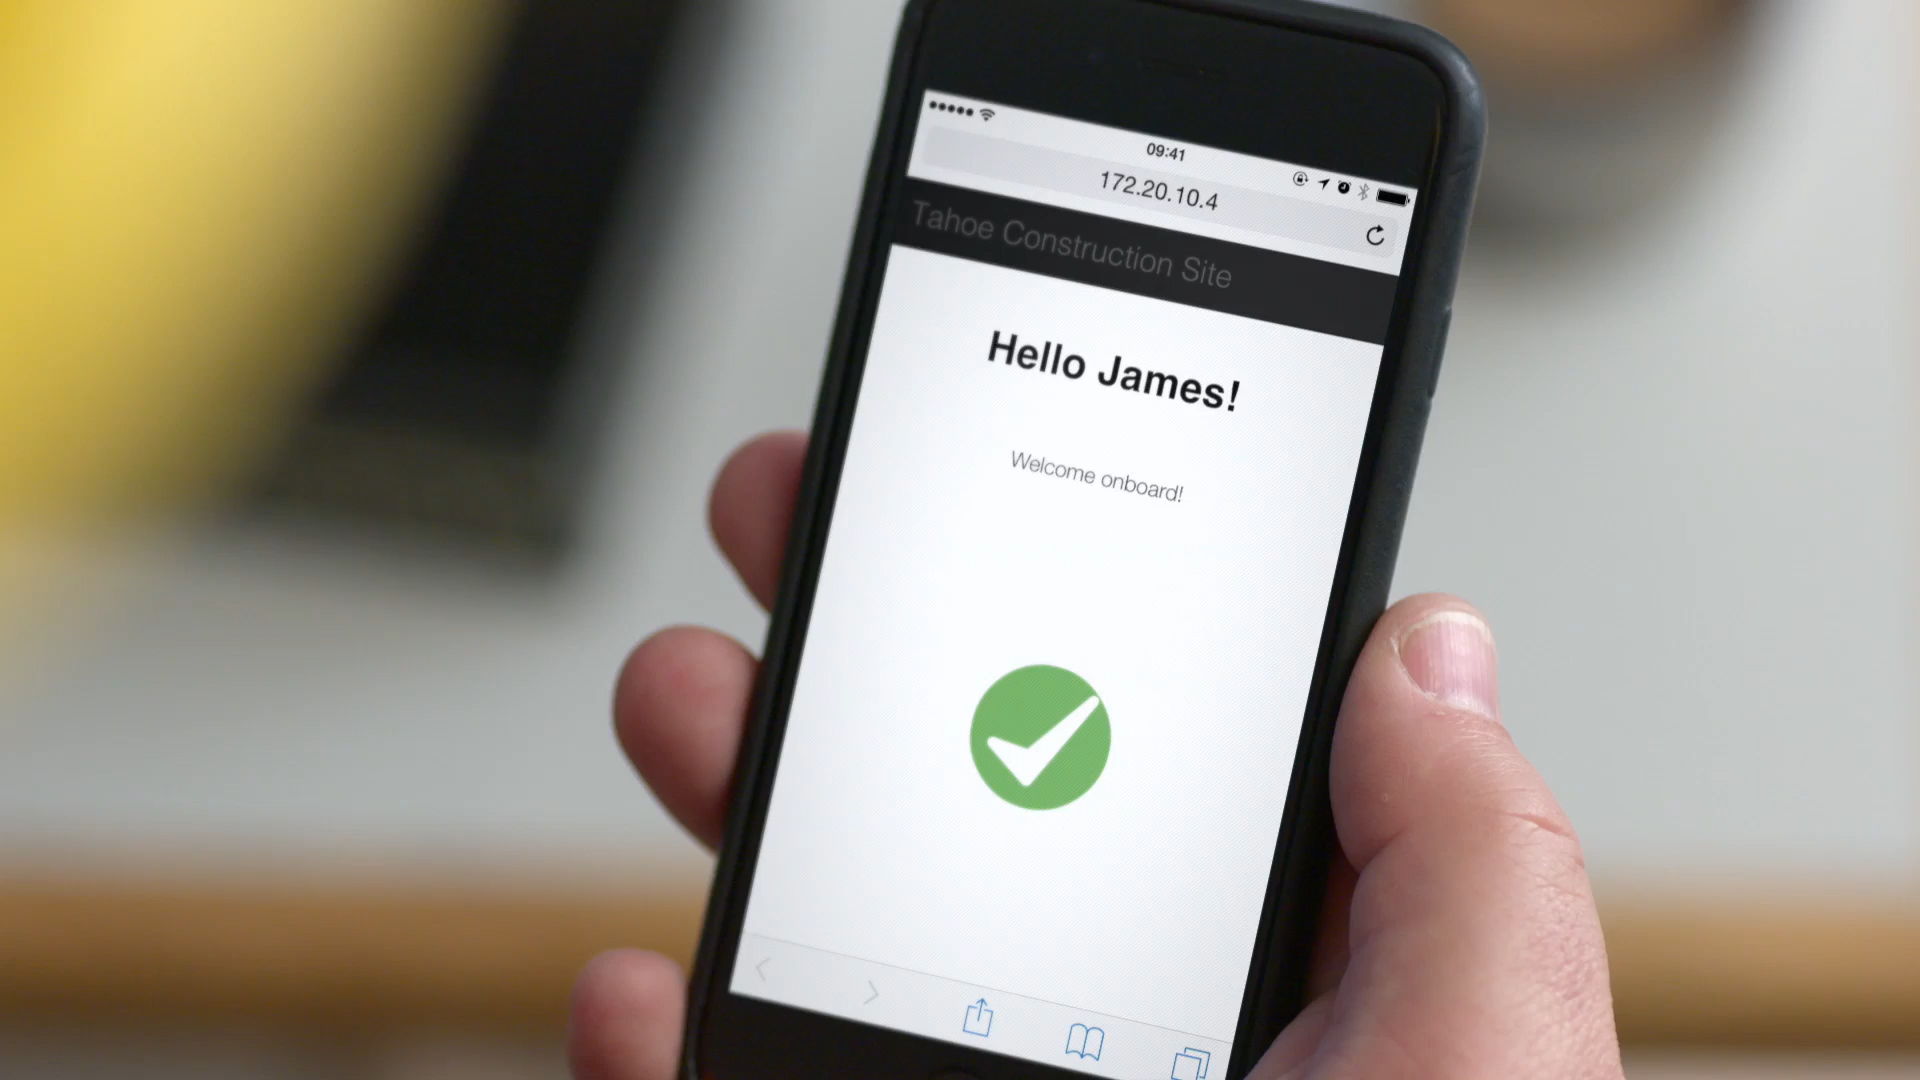 09:41
172.20.10.4
Tahoe Construction Site
Hello James!
Welcome onboard!